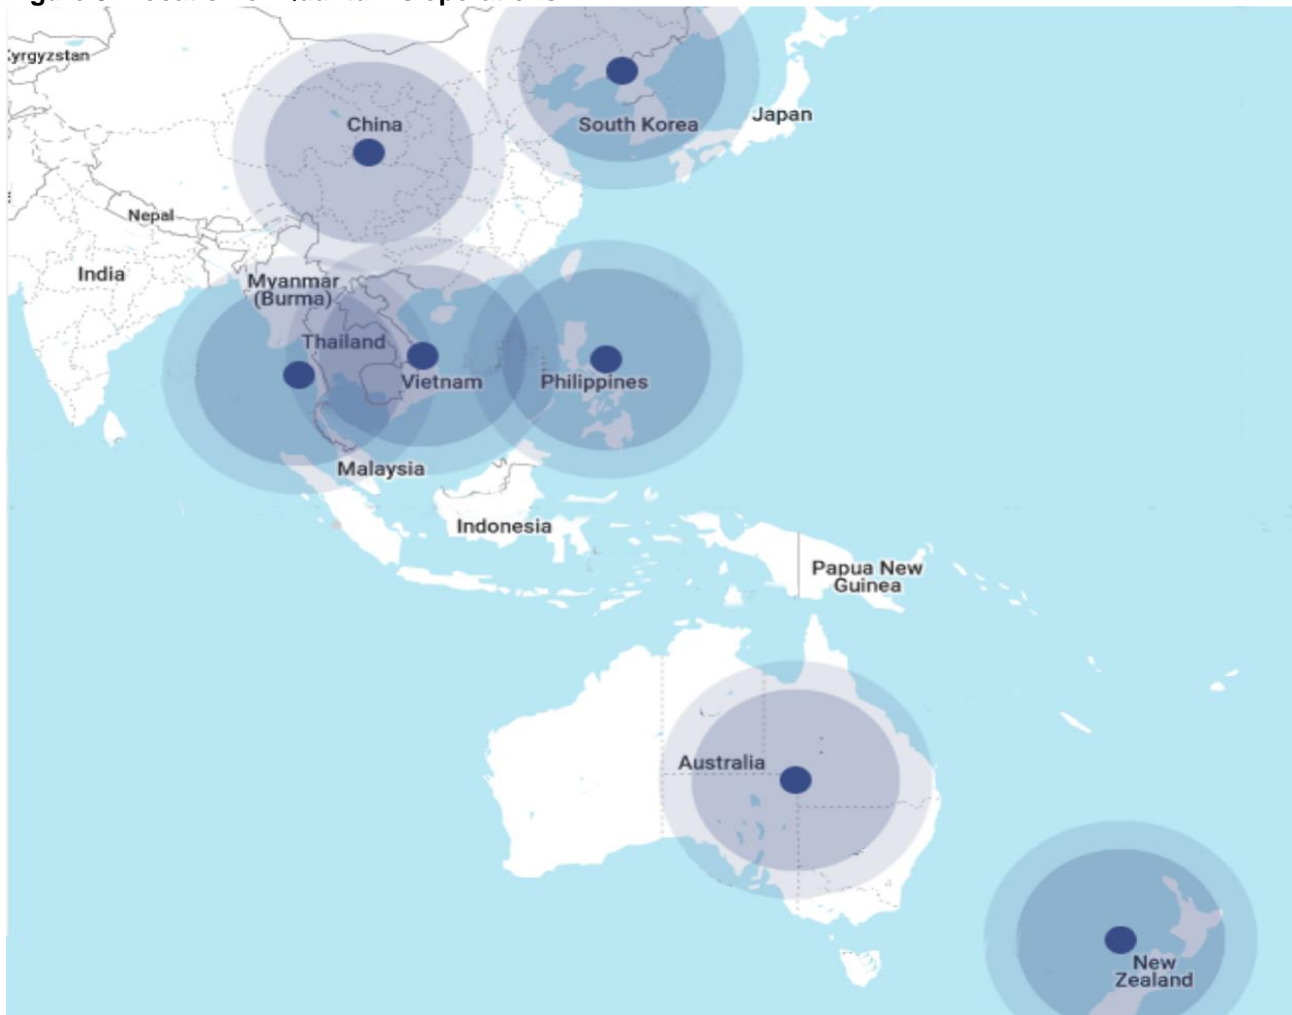 Kyrgyzstan
China
South Korea
Japan
Nepal
India
Myanmar
(Burma)
Thailand
Vietnam
Philippines
Malaysia
Indonesia
Papua New
Guinea
Australia
New
Zealand